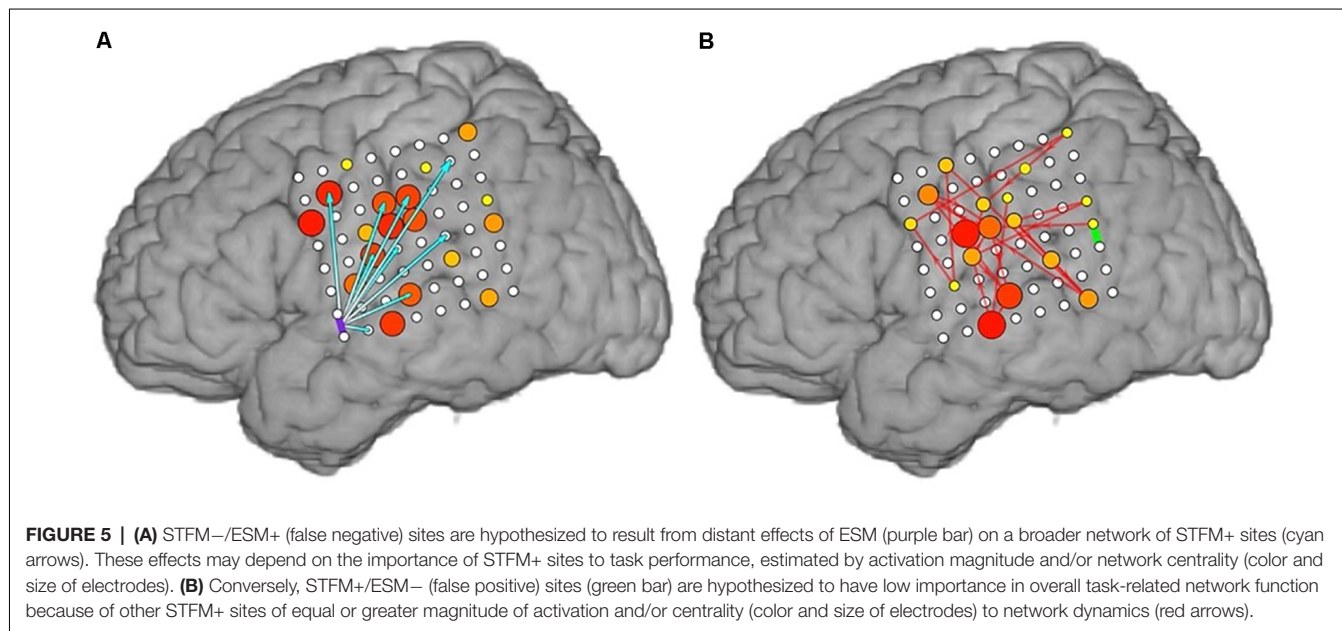 A
B
FIGURE 5 | (A) STFM−/ESM+ (false negative) sites are hypothesized to result from distant effects of ESM (purple bar) on a broader network of STFM+ sites (cyan
arrows). These effects may depend on the importance of STFM+ sites to task performance, estimated by activation magnitude and/or network centrality (color and
size of electrodes). (B) Conversely, STFM+/ESM− (false positive) sites (green bar) are hypothesized to have low importance in overall task-related network function
because of other STFM+ sites of equal or greater magnitude of activation and/or centrality (color and size of electrodes) to network dynamics (red arrows).